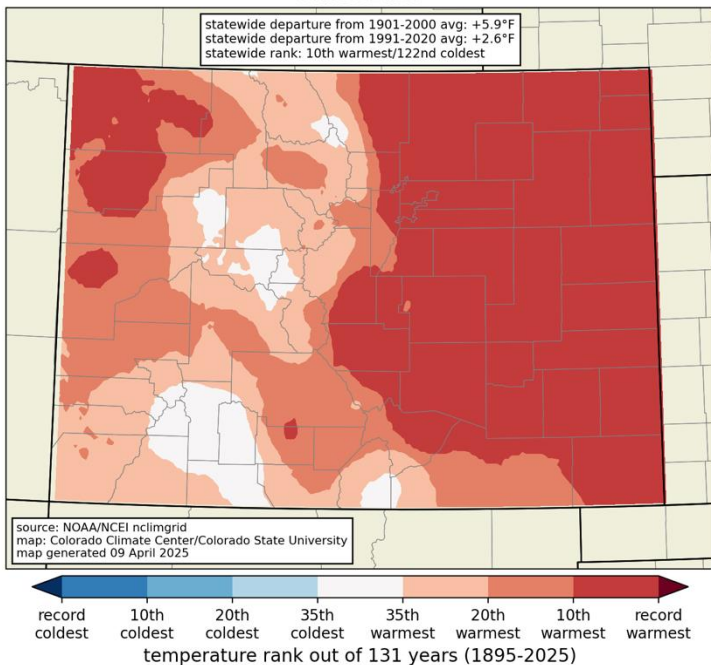 statewide departure from 1901-2000 avg: +5.9°F
statewide departure from 1991-2020 avg: +2.6°F
statewide rank: 10th warmest/122nd coldest
source: NOAA/NCEI nclimgrid
map: Colorado Climate Center/Colorado State University
map generated 09 April 2025
record 10th 20th 35th 35th 20th 10th record
coldest coldest coldest coldest warmest warmest warmest warmest
temperature rank out of 131 years (1895-2025)